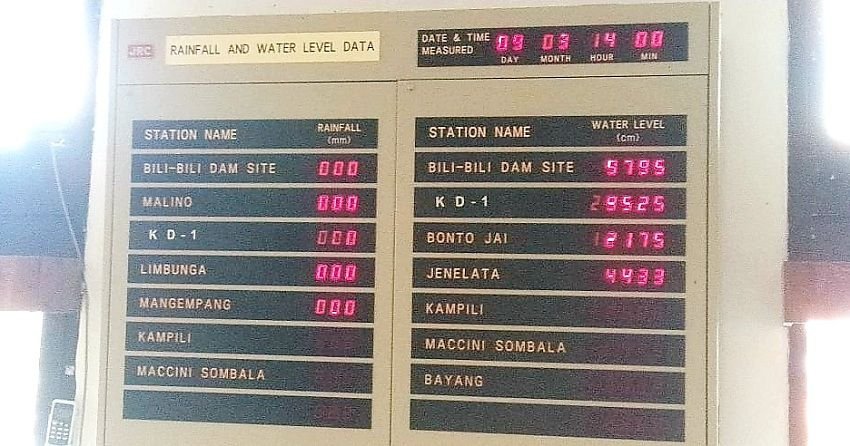 JRC RAINFALL AND WATER LEVEL DATA
DATE & TIME MEASURED
09 03 14 00
DAY MONTH HOUR MIN
STATION NAME RAINFALL (mm)
BILI-BILI DAM SITE 000
MALINO 000
KD-1 000
LIMBUNGA 000
MANGEMPANG 000
KAMPILI
MACCINI SOMBALA
STATION NAME WATER LEVEL (cm)
BILI-BILI DAM SITE 5795
KD-1 29525
BONTO JAI 12175
JENELATA 4433
KAMPILI
MACCINI SOMBALA
BAYANG